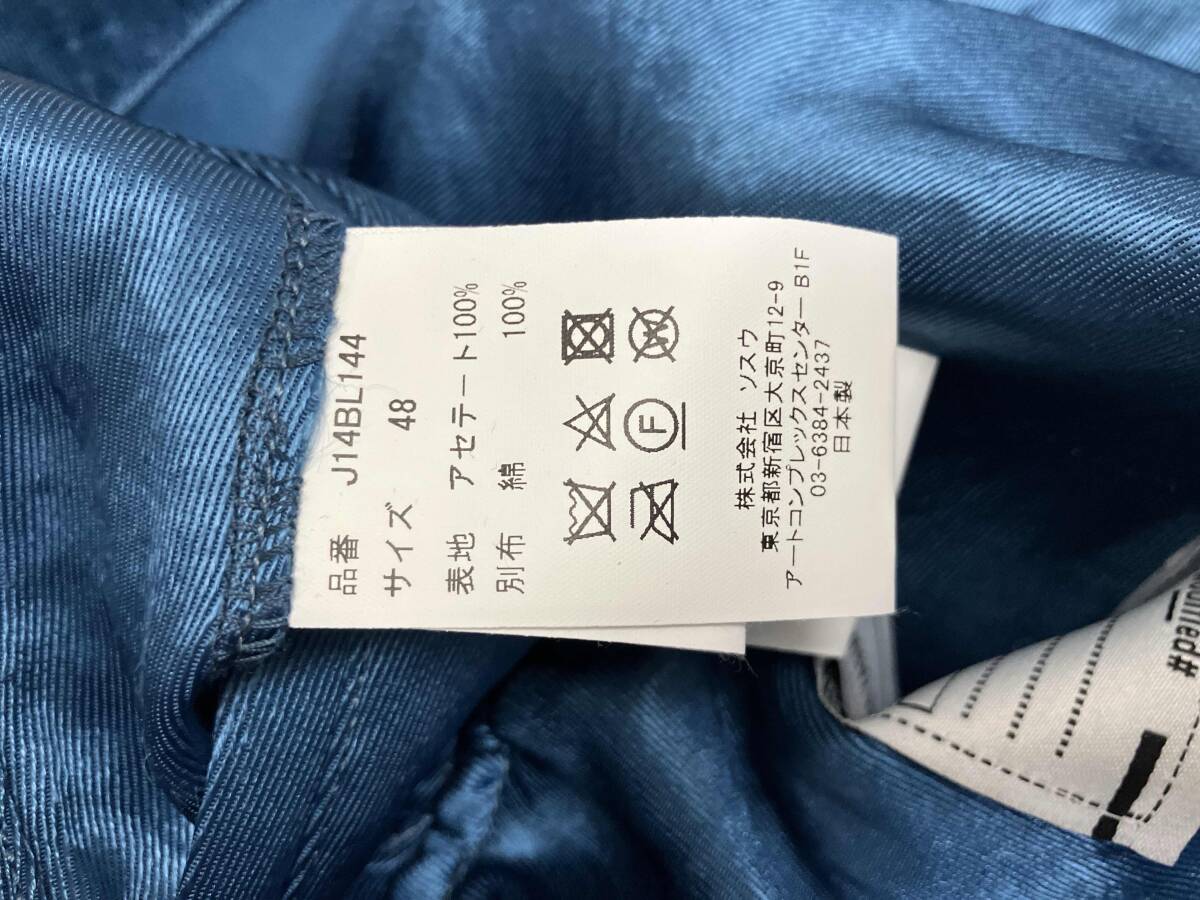 品番 J14BL144
サイズ 48
表地 アセテート100%
別布 綿 100%
W
F
株式会社 ソスウ
東京都新宿区大京町12-9
アートコンプレックスセンター B1F
03-6384-2437
日本製